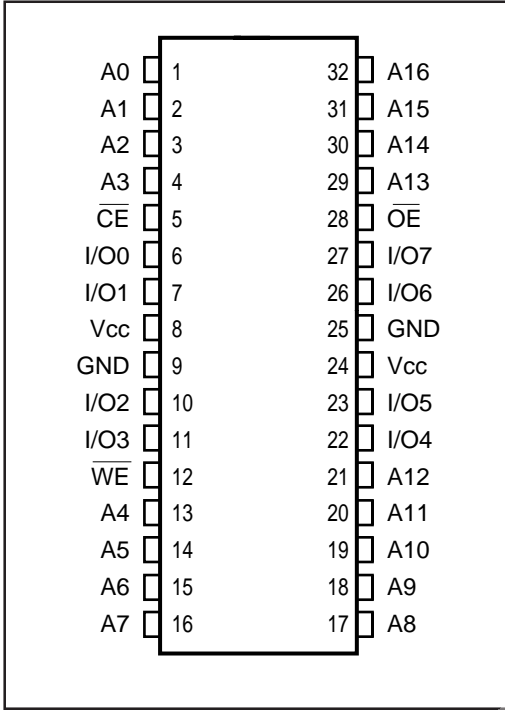 A0 1 32 A16
A1 2 31 A15
A2 3 30 A14
A3 4 29 A13
C̅E̅ 5 28 O̅E̅
I/O0 6 27 I/O7
I/O1 7 26 I/O6
Vcc 8 25 GND
GND 9 24 Vcc
I/O2 10 23 I/O5
I/O3 11 22 I/O4
W̅E̅ 12 21 A12
A4 13 20 A11
A5 14 19 A10
A6 15 18 A9
A7 16 17 A8